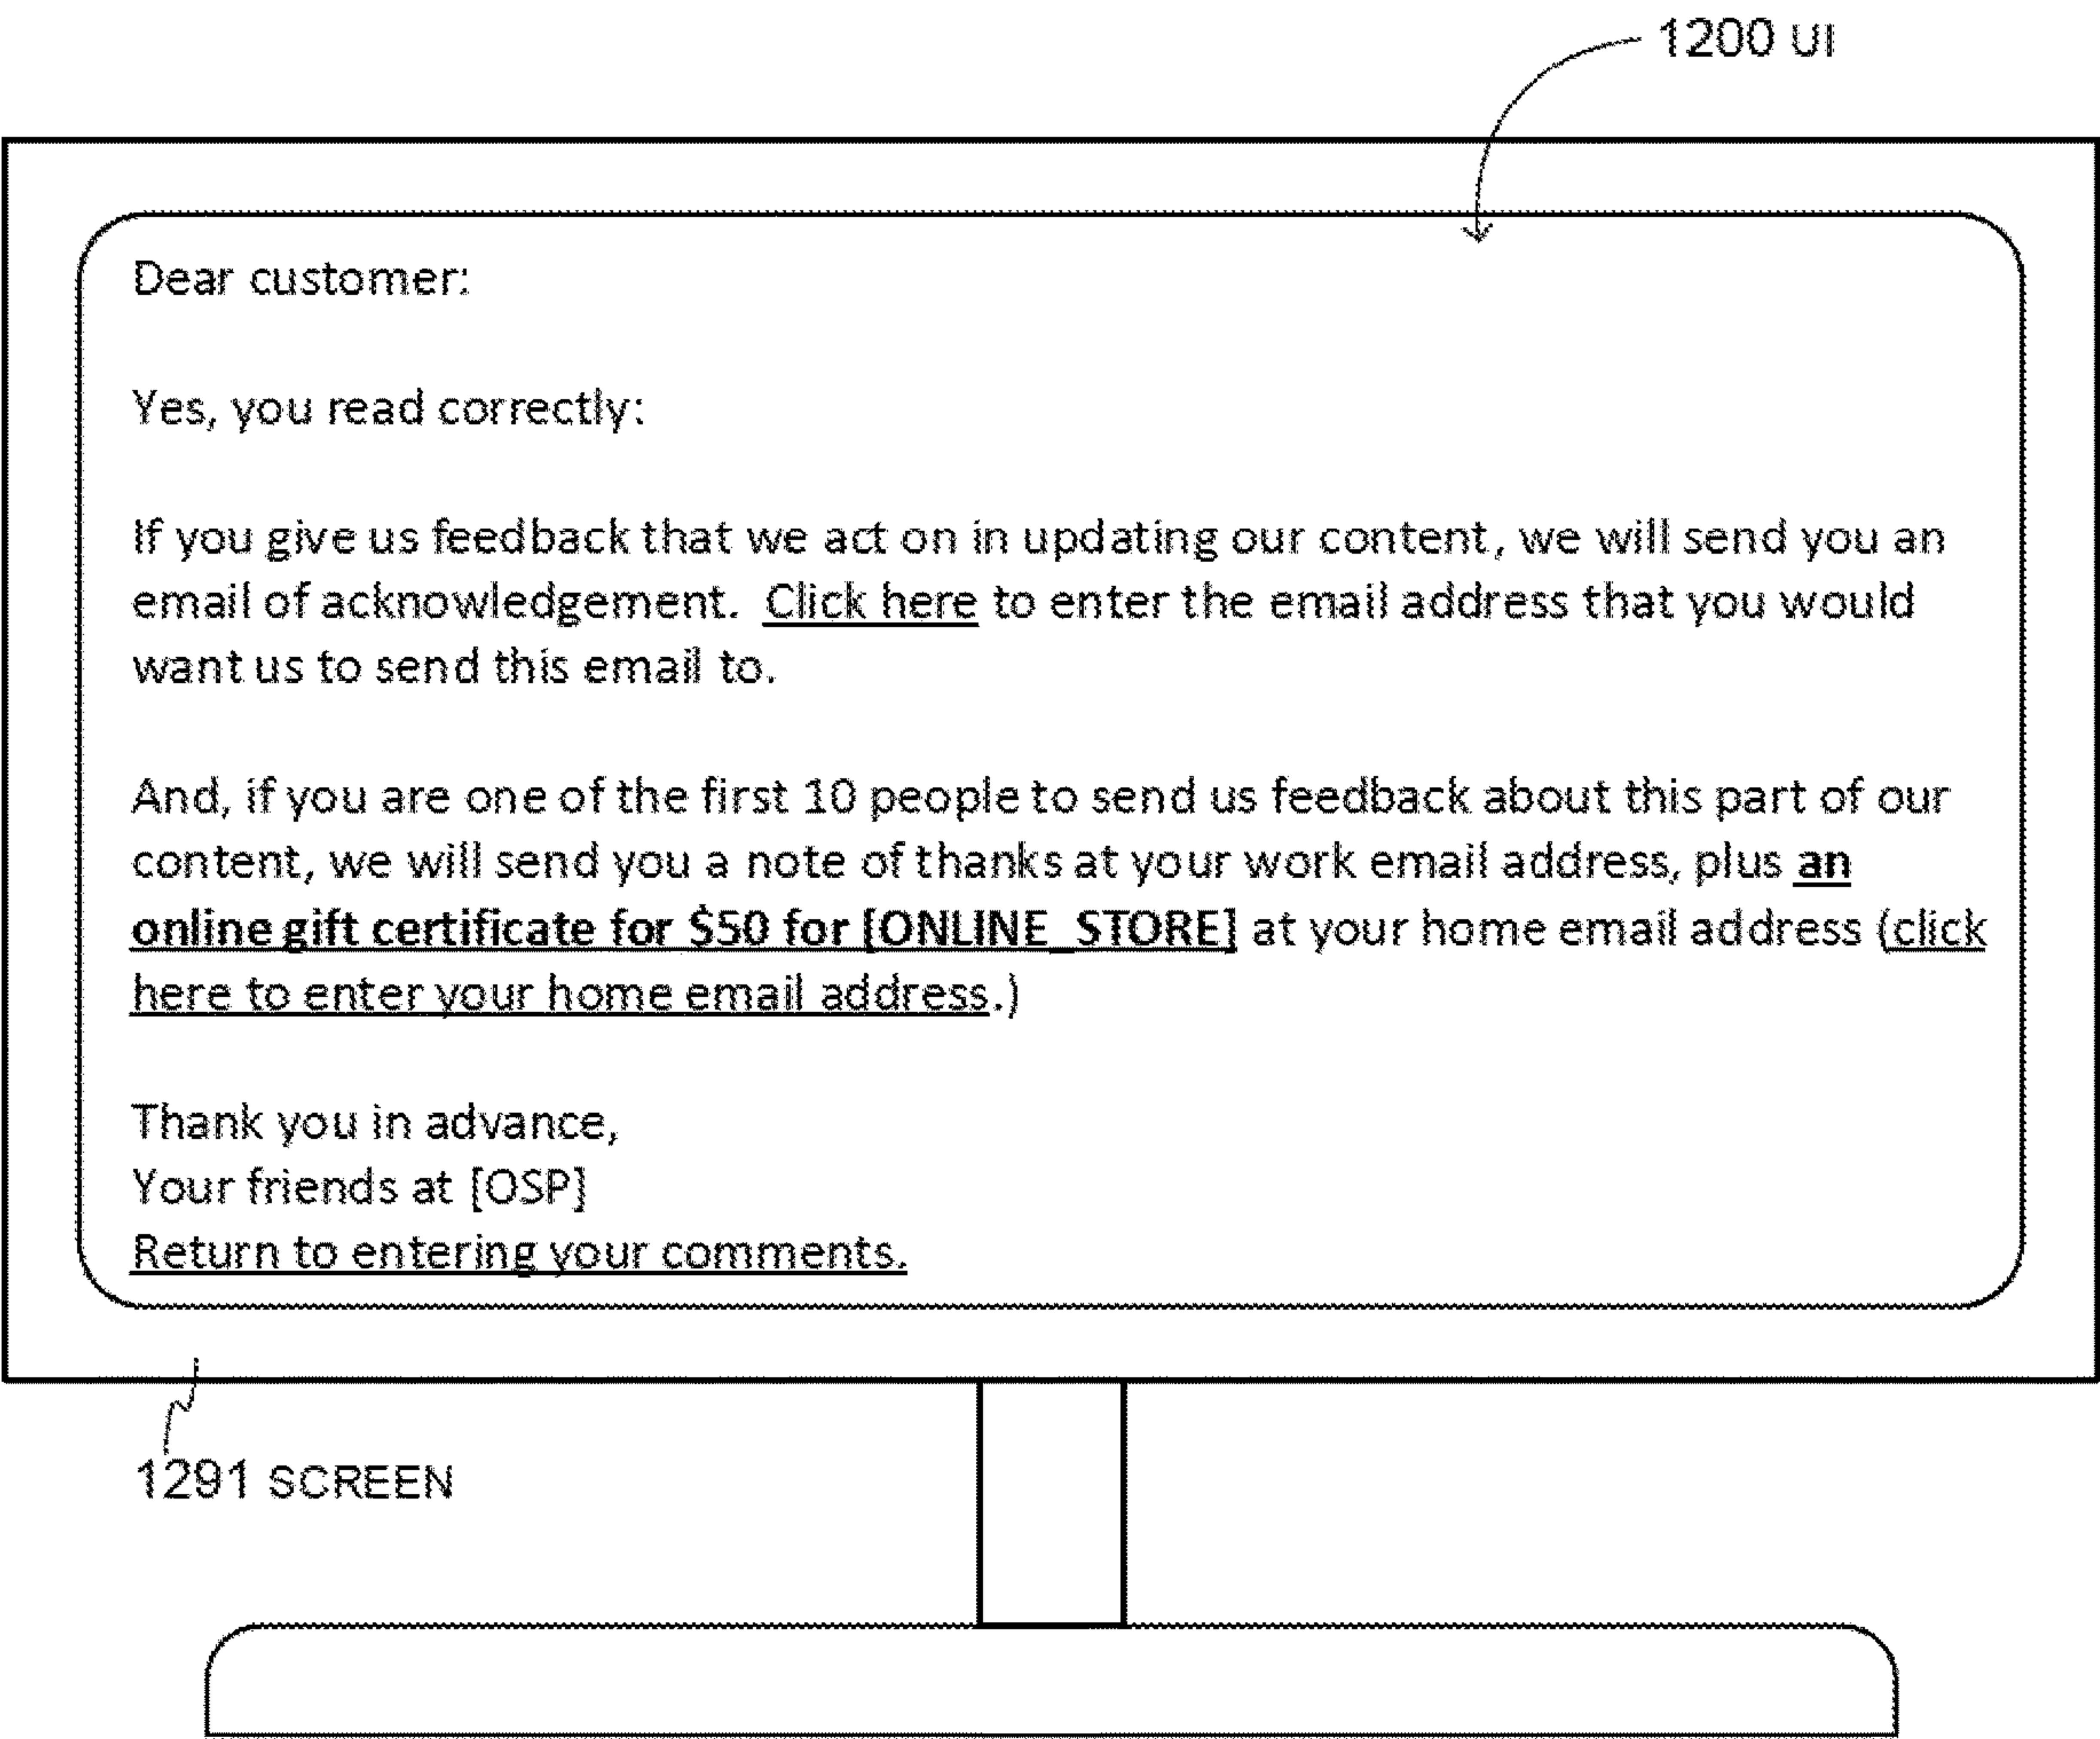 1200 UI
Dear customer:
Yes, you read correctly:
If you give us feedback that we act on in updating our content, we will send you an
email of acknowledgement.  Click here to enter the email address that you would
want us to send this email to.
And, if you are one of the first 10 people to send us feedback about this part of our
content, we will send you a note of thanks at your work email address, plus an
online gift certificate for $50 for [ONLINE_STORE] at your home email address (click
here to enter your home email address.)
Thank you in advance,
Your friends at [OSP]
Return to entering your comments.
1291 SCREEN